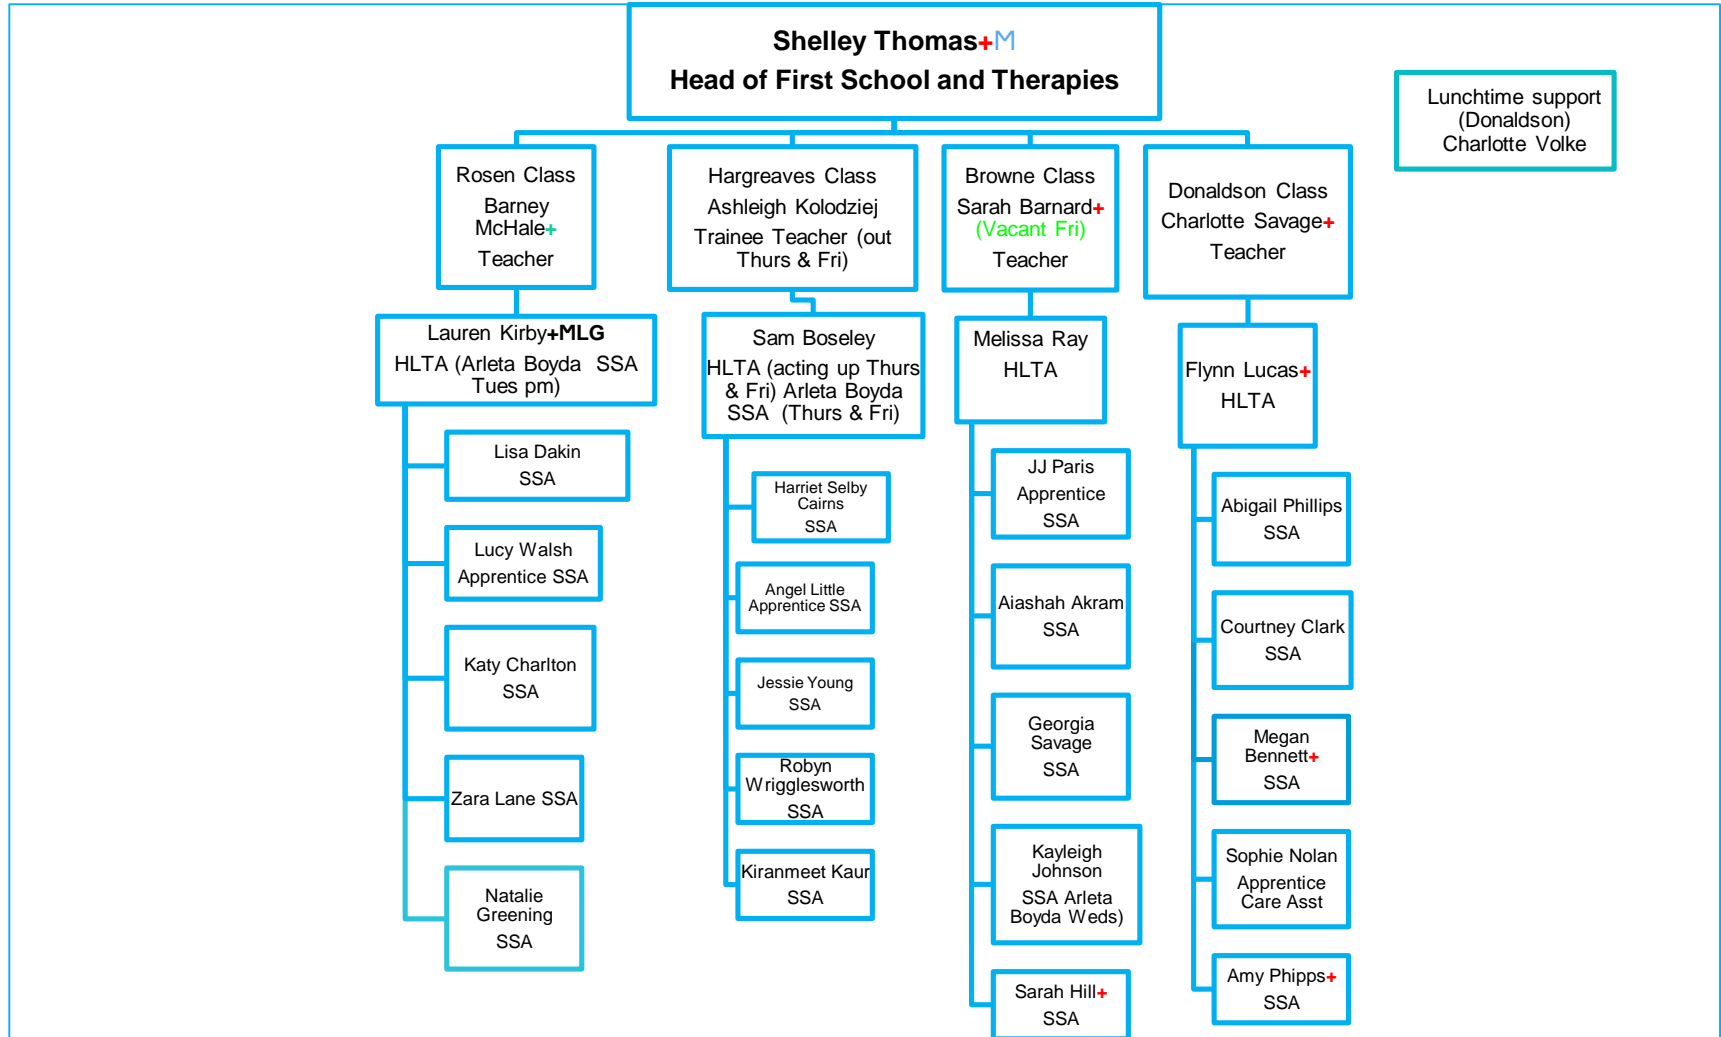 Shelley Thomas+M
Head of First School and Therapies
Lunchtime support
(Donaldson)
Charlotte Volke
Rosen Class
Barney
McHale+
Teacher
Hargreaves Class
Ashleigh Kolodziej
Trainee Teacher (out
Thurs & Fri)
Browne Class
Sarah Barnard+
(Vacant Fri)
Teacher
Donaldson Class
Charlotte Savage+
Teacher
Lauren Kirby+MLG
HLTA (Arleta Boyda SSA
Tues pm)
Lisa Dakin
SSA
Lucy Walsh
Apprentice SSA
Katy Charlton
SSA
Zara Lane SSA
Natalie
Greening
SSA
Sam Boseley
HLTA (acting up Thurs
& Fri) Arleta Boyda
SSA (Thurs & Fri)
Harriet Selby
Cairns
SSA
Angel Little
Apprentice SSA
Jessie Young
SSA
Robyn
Wrigglesworth
SSA
Kiranmeet Kaur
SSA
Melissa Ray
HLTA
JJ Paris
Apprentice
SSA
Aiashah Akram
SSA
Georgia
Savage
SSA
Kayleigh
Johnson
SSA Arleta
Boyda Weds)
Sarah Hill+
SSA
Flynn Lucas+
HLTA
Abigail Phillips
SSA
Courtney Clark
SSA
Megan
Bennett+
SSA
Sophie Nolan
Apprentice
Care Asst
Amy Phipps+
SSA